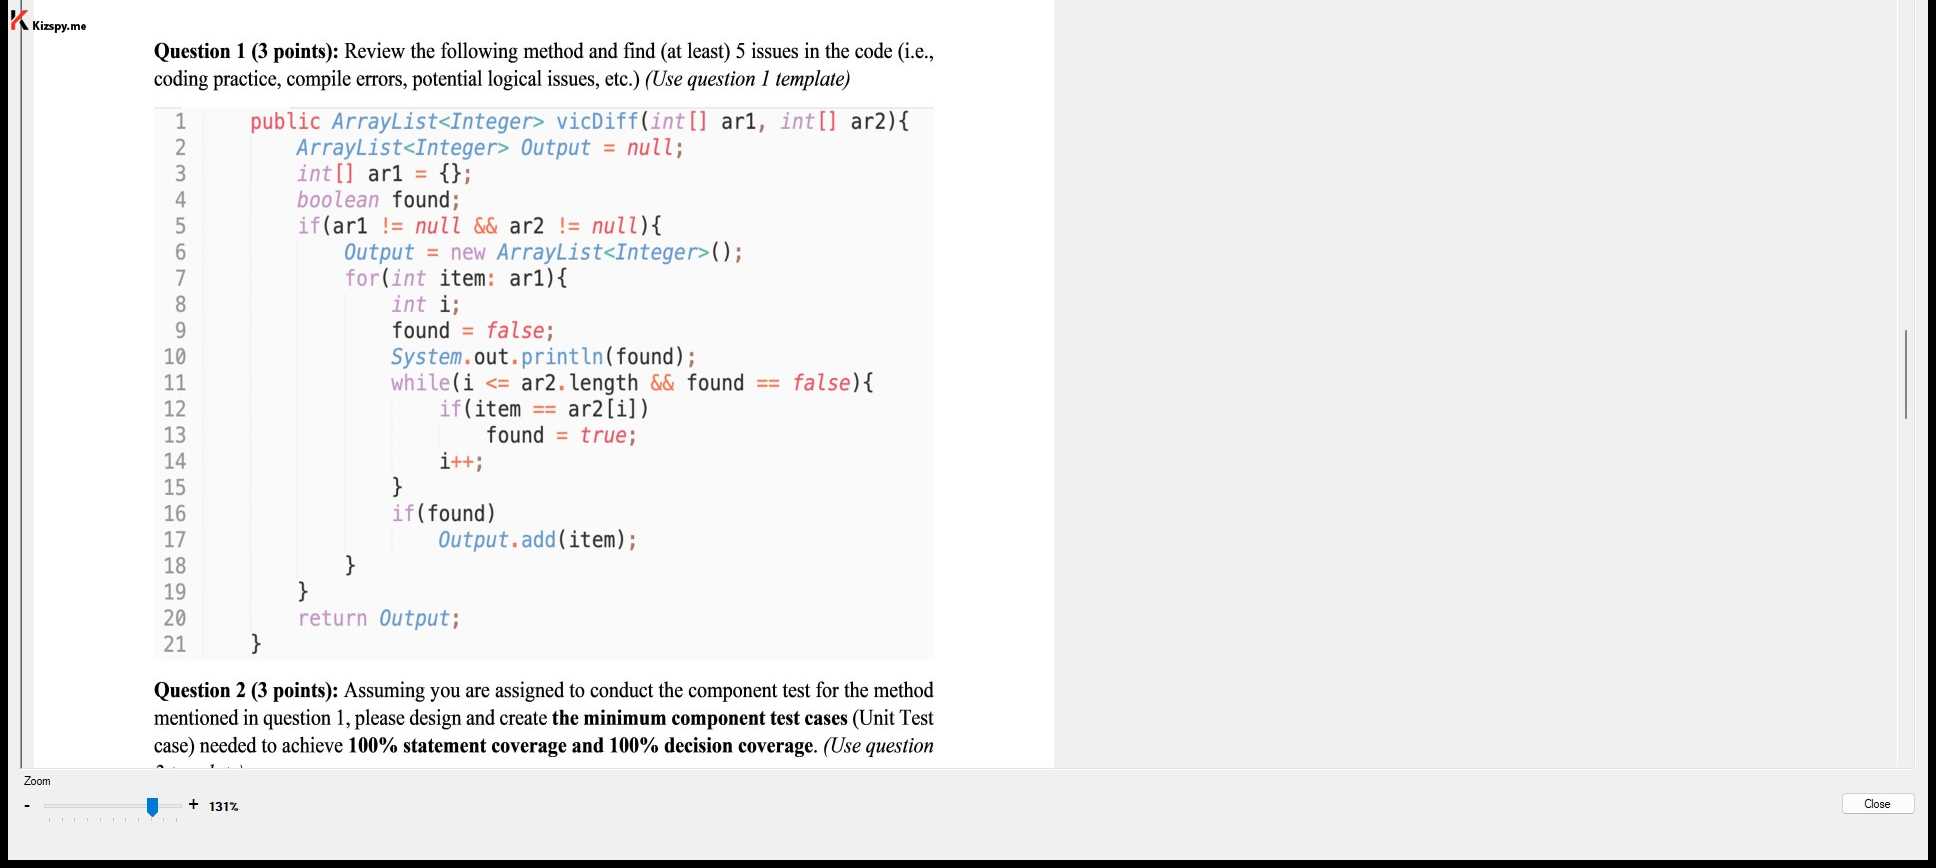 Kizspy.me
Question 1 (3 points): Review the following method and find (at least) 5 issues in the code (i.e.,
coding practice, compile errors, potential logical issues, etc.) (Use question 1 template)
1 public ArrayList<Integer> vicDiff(int[] ar1, int[] ar2){
2 ArrayList<Integer> Output = null;
3 int[] ar1 = {};
4 boolean found;
5 if(ar1 != null && ar2 != null){
6 Output = new ArrayList<Integer>();
7 for(int item: ar1){
8 int i;
9 found = false;
10 System.out.println(found);
11 while(i <= ar2.length && found == false){
12 if(item == ar2[i])
13 found = true;
14 i++;
15 }
16 if(found)
17 Output.add(item);
18 }
19 }
20 return Output;
21 }
Question 2 (3 points): Assuming you are assigned to conduct the component test for the method
mentioned in question 1, please design and create the minimum component test cases (Unit Test
case) needed to achieve 100% statement coverage and 100% decision coverage. (Use question
Zoom
- + 131%
Close